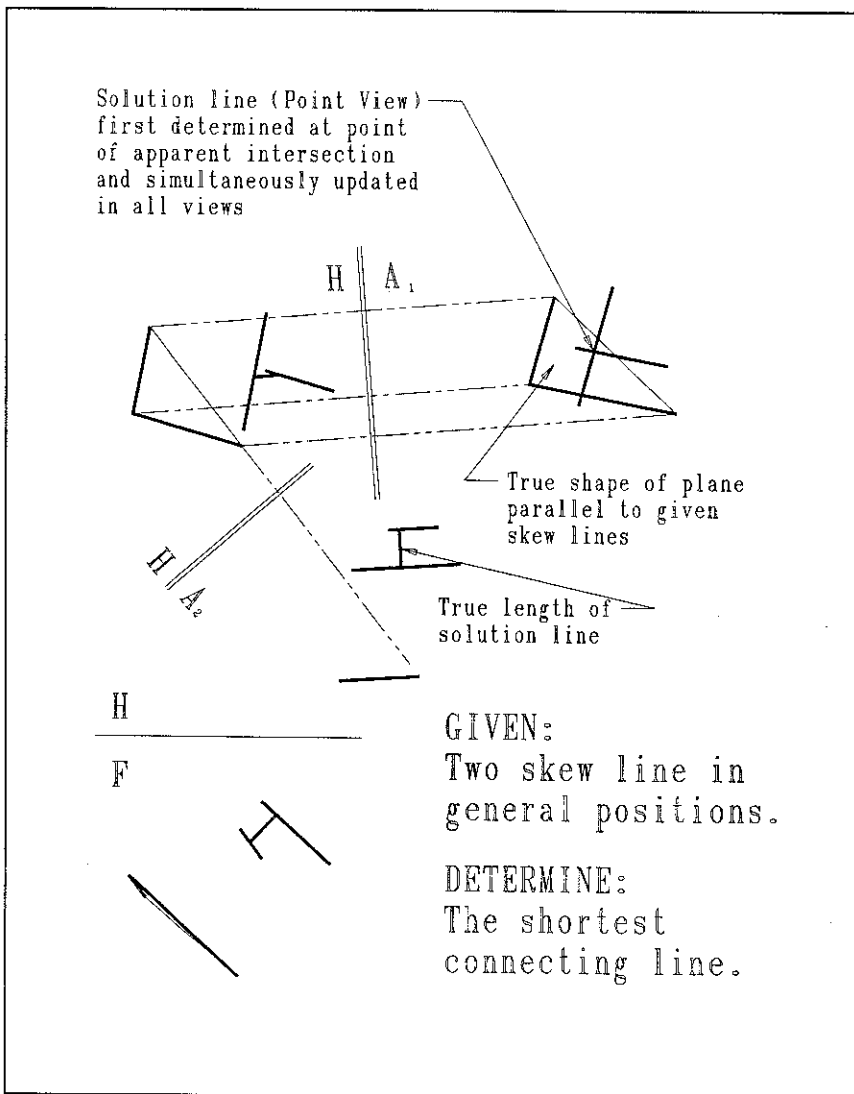 Solution line (Point View)
first determined at point
of apparent intersection
and simultaneously updated
in all views
H A₁
True shape of plane
parallel to given
skew lines
H A₂
True length of
solution line
H
F
GIVEN:
Two skew line in
general positions.
DETERMINE:
The shortest
connecting line.